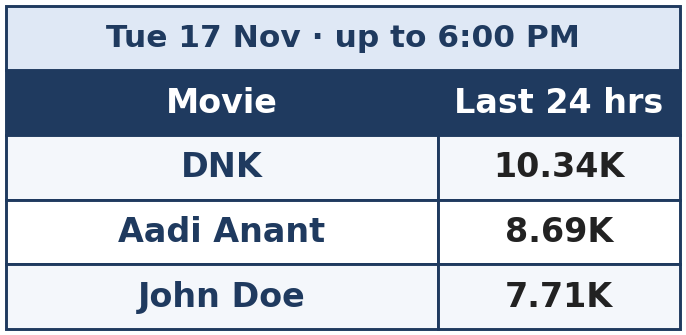 Tue 17 Nov · up to 6:00 PM
Movie Last 24 hrs
DNK 10.34K
Aadi Anant 8.69K
John Doe 7.71K